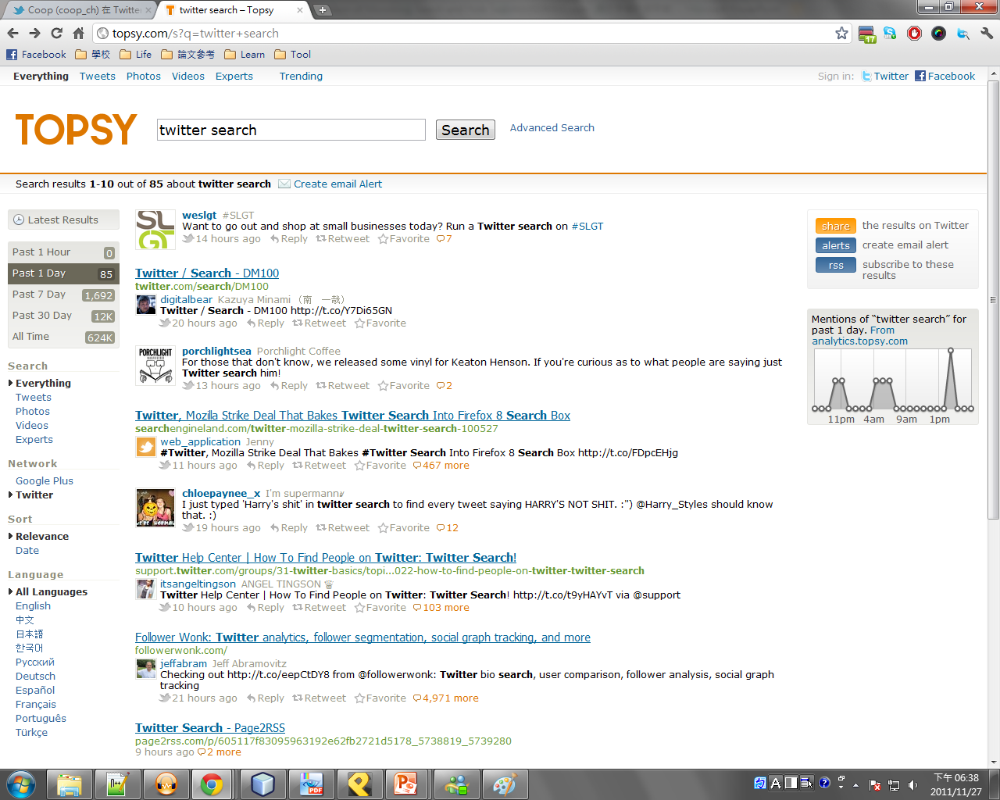 Coop (coop_ch) 在 Twitter
twitter search – Topsy
topsy.com/s?q=twitter+search
17
Facebook 學校 Life 論文參考 Learn Tool
Everything Tweets Photos Videos Experts Trending
Sign in: Twitter Facebook
TOPSY
twitter search
Search
Advanced Search
Search results 1-10 out of 85 about twitter search Create email Alert
Latest Results
Past 1 Hour 0
Past 1 Day 85
Past 7 Day 1,692
Past 30 Day 12K
All Time 624K
Search
Everything
Tweets
Photos
Videos
Experts
Network
Google Plus
Twitter
Sort
Relevance
Date
Language
All Languages
English
中文
日本語
한국어
Русский
Deutsch
Español
Français
Português
Türkçe
SLGT
weslgt #SLGT
Want to go out and shop at small businesses today? Run a Twitter search on #SLGT
14 hours ago Reply Retweet Favorite 7
Twitter / Search - DM100
twitter.com/search/DM100
digitalbear Kazuya Minami （南 一哉）
Twitter / Search - DM100 http://t.co/Y7Di65GN
20 hours ago Reply Retweet Favorite
PORCHLIGHT
porchlightsea Porchlight Coffee
For those that don't know, we released some vinyl for Keaton Henson. If you're curious as to what people are saying just
Twitter search him!
13 hours ago Reply Retweet Favorite 2
Twitter, Mozilla Strike Deal That Bakes Twitter Search Into Firefox 8 Search Box
searchengineland.com/twitter-mozilla-strike-deal-twitter-search-100527
web_application Jenny
#Twitter, Mozilla Strike Deal That Bakes #Twitter Search Into Firefox 8 Search Box http://t.co/FDpcEHjg
11 hours ago Reply Retweet Favorite 467 more
chloepaynee_x I'm supermann
I just typed 'Harry's shit' in twitter search to find every tweet saying HARRY'S NOT SHIT. :") @Harry_Styles should know
that. :)
19 hours ago Reply Retweet Favorite 12
Twitter Help Center | How To Find People on Twitter: Twitter Search!
support.twitter.com/groups/31-twitter-basics/topi...022-how-to-find-people-on-twitter-twitter-search
itsangeltingson ANGEL TINGSON ♕
Twitter Help Center | How To Find People on Twitter: Twitter Search! http://t.co/t9yHAYvT via @support
10 hours ago Reply Retweet Favorite 103 more
Follower Wonk: Twitter analytics, follower segmentation, social graph tracking, and more
followerwonk.com/
jeffabram Jeff Abramovitz
Checking out http://t.co/eepCtDY8 from @followerwonk: Twitter bio search, user comparison, follower analysis, social graph
tracking
21 hours ago Reply Retweet Favorite 4,971 more
Twitter Search - Page2RSS
page2rss.com/p/605117f83095963192e62fb2721d5178_5738819_5739280
9 hours ago 2 more
share the results on Twitter
alerts create email alert
rss subscribe to these
results
Mentions of “twitter search” for
past 1 day. From
analytics.topsy.com
11pm 4am 9am 1pm
PDF
A
下午 06:38
2011/11/27